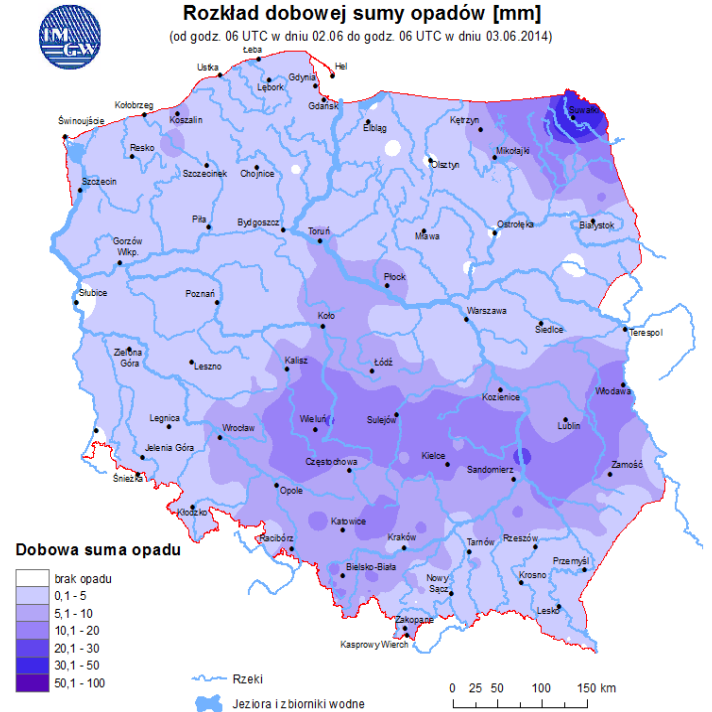 IM
GW
Rozkład dobowej sumy opadów [mm]
(od godz. 06 UTC w dniu 02.06 do godz. 06 UTC w dniu 03.06.2014)
Łeba
Ustka
Hel
Gdynia
Lębork
Kołobrzeg
Gdańsk
Suwałki
Świnoujście
Koszalin
Elbląg
Kętrzyn
Resko
Mikołajki
Szczecinek
Chojnice
Olsztyn
Szczecin
Piła
Bydgoszcz
Toruń
Mława
Ostrołęka
Białystok
Gorzów
Wlkp.
Płock
Słubice
Poznań
Koło
Warszawa
Siedlce
Terespol
Zielona
Góra
Leszno
Kalisz
Łódź
Kozienice
Włodawa
Legnica
Wrocław
Wieluń
Sulejów
Lublin
Jelenia Góra
Częstochowa
Kielce
Sandomierz
Zamość
Śnieżka
Opole
Kłodzko
Katowice
Racibórz
Kraków
Tarnów
Rzeszów
Bielsko-Biała
Przemyśl
Nowy
Sącz
Krosno
Lesko
Zakopane
Kasprowy Wierch
Dobowa suma opadu
brak opadu
0,1 - 5
5,1 - 10
10,1 - 20
20,1 - 30
30,1 - 50
50,1 - 100
Rzeki
Jeziora i zbiorniki wodne
0 25 50 100 150 km